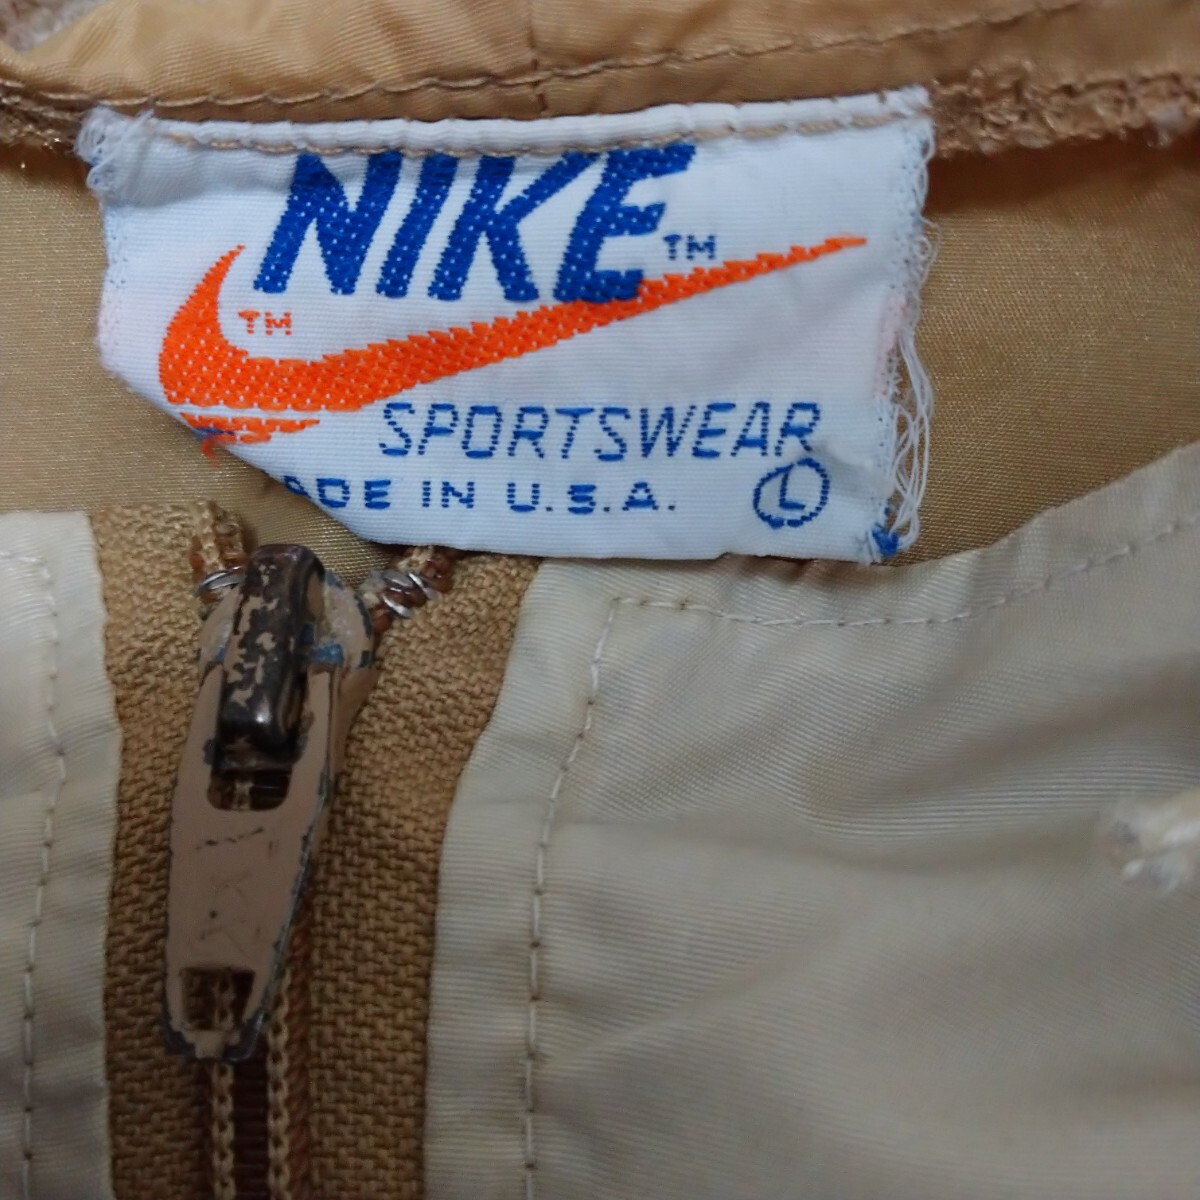 NIKE™
™
SPORTSWEAR
ADE IN U.S.A. L